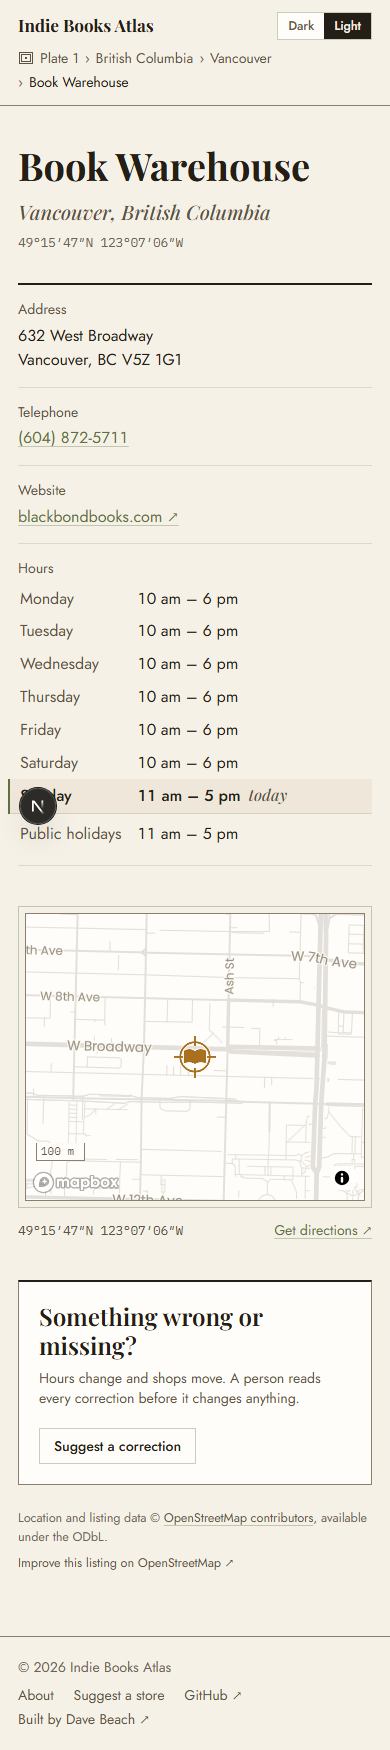 Indie Books Atlas
Dark Light
Plate 1 › British Columbia › Vancouver
› Book Warehouse
Book Warehouse
Vancouver, British Columbia
49°15′47″N 123°07′06″W
Address
632 West Broadway
Vancouver, BC V5Z 1G1
Telephone
(604) 872-5711
Website
blackbondbooks.com ↗
Hours
Monday 10 am – 6 pm
Tuesday 10 am – 6 pm
Wednesday 10 am – 6 pm
Thursday 10 am – 6 pm
Friday 10 am – 6 pm
Saturday 10 am – 6 pm
11 am – 5 pm today
N
Public holidays 11 am – 5 pm
th Ave
W 7th Ave
Ash St
W 8th Ave
W Broadway
100 m
mapbox
W 12th Ave
49°15′47″N 123°07′06″W
Get directions ↗
Something wrong or
missing?
Hours change and shops move. A person reads
every correction before it changes anything.
Suggest a correction
Location and listing data © OpenStreetMap contributors, available
under the ODbL.
Improve this listing on OpenStreetMap ↗
© 2026 Indie Books Atlas
About Suggest a store GitHub ↗
Built by Dave Beach ↗